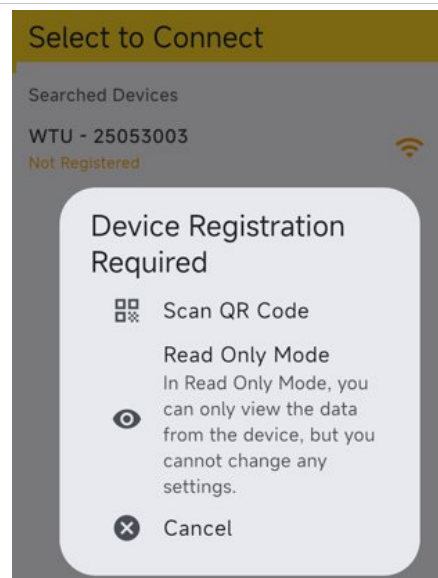 Select to Connect
Searched Devices
WTU - 25053003
Not Registered
Device Registration
Required
Scan QR Code
Read Only Mode
In Read Only Mode, you
can only view the data
from the device, but you
cannot change any
settings.
Cancel